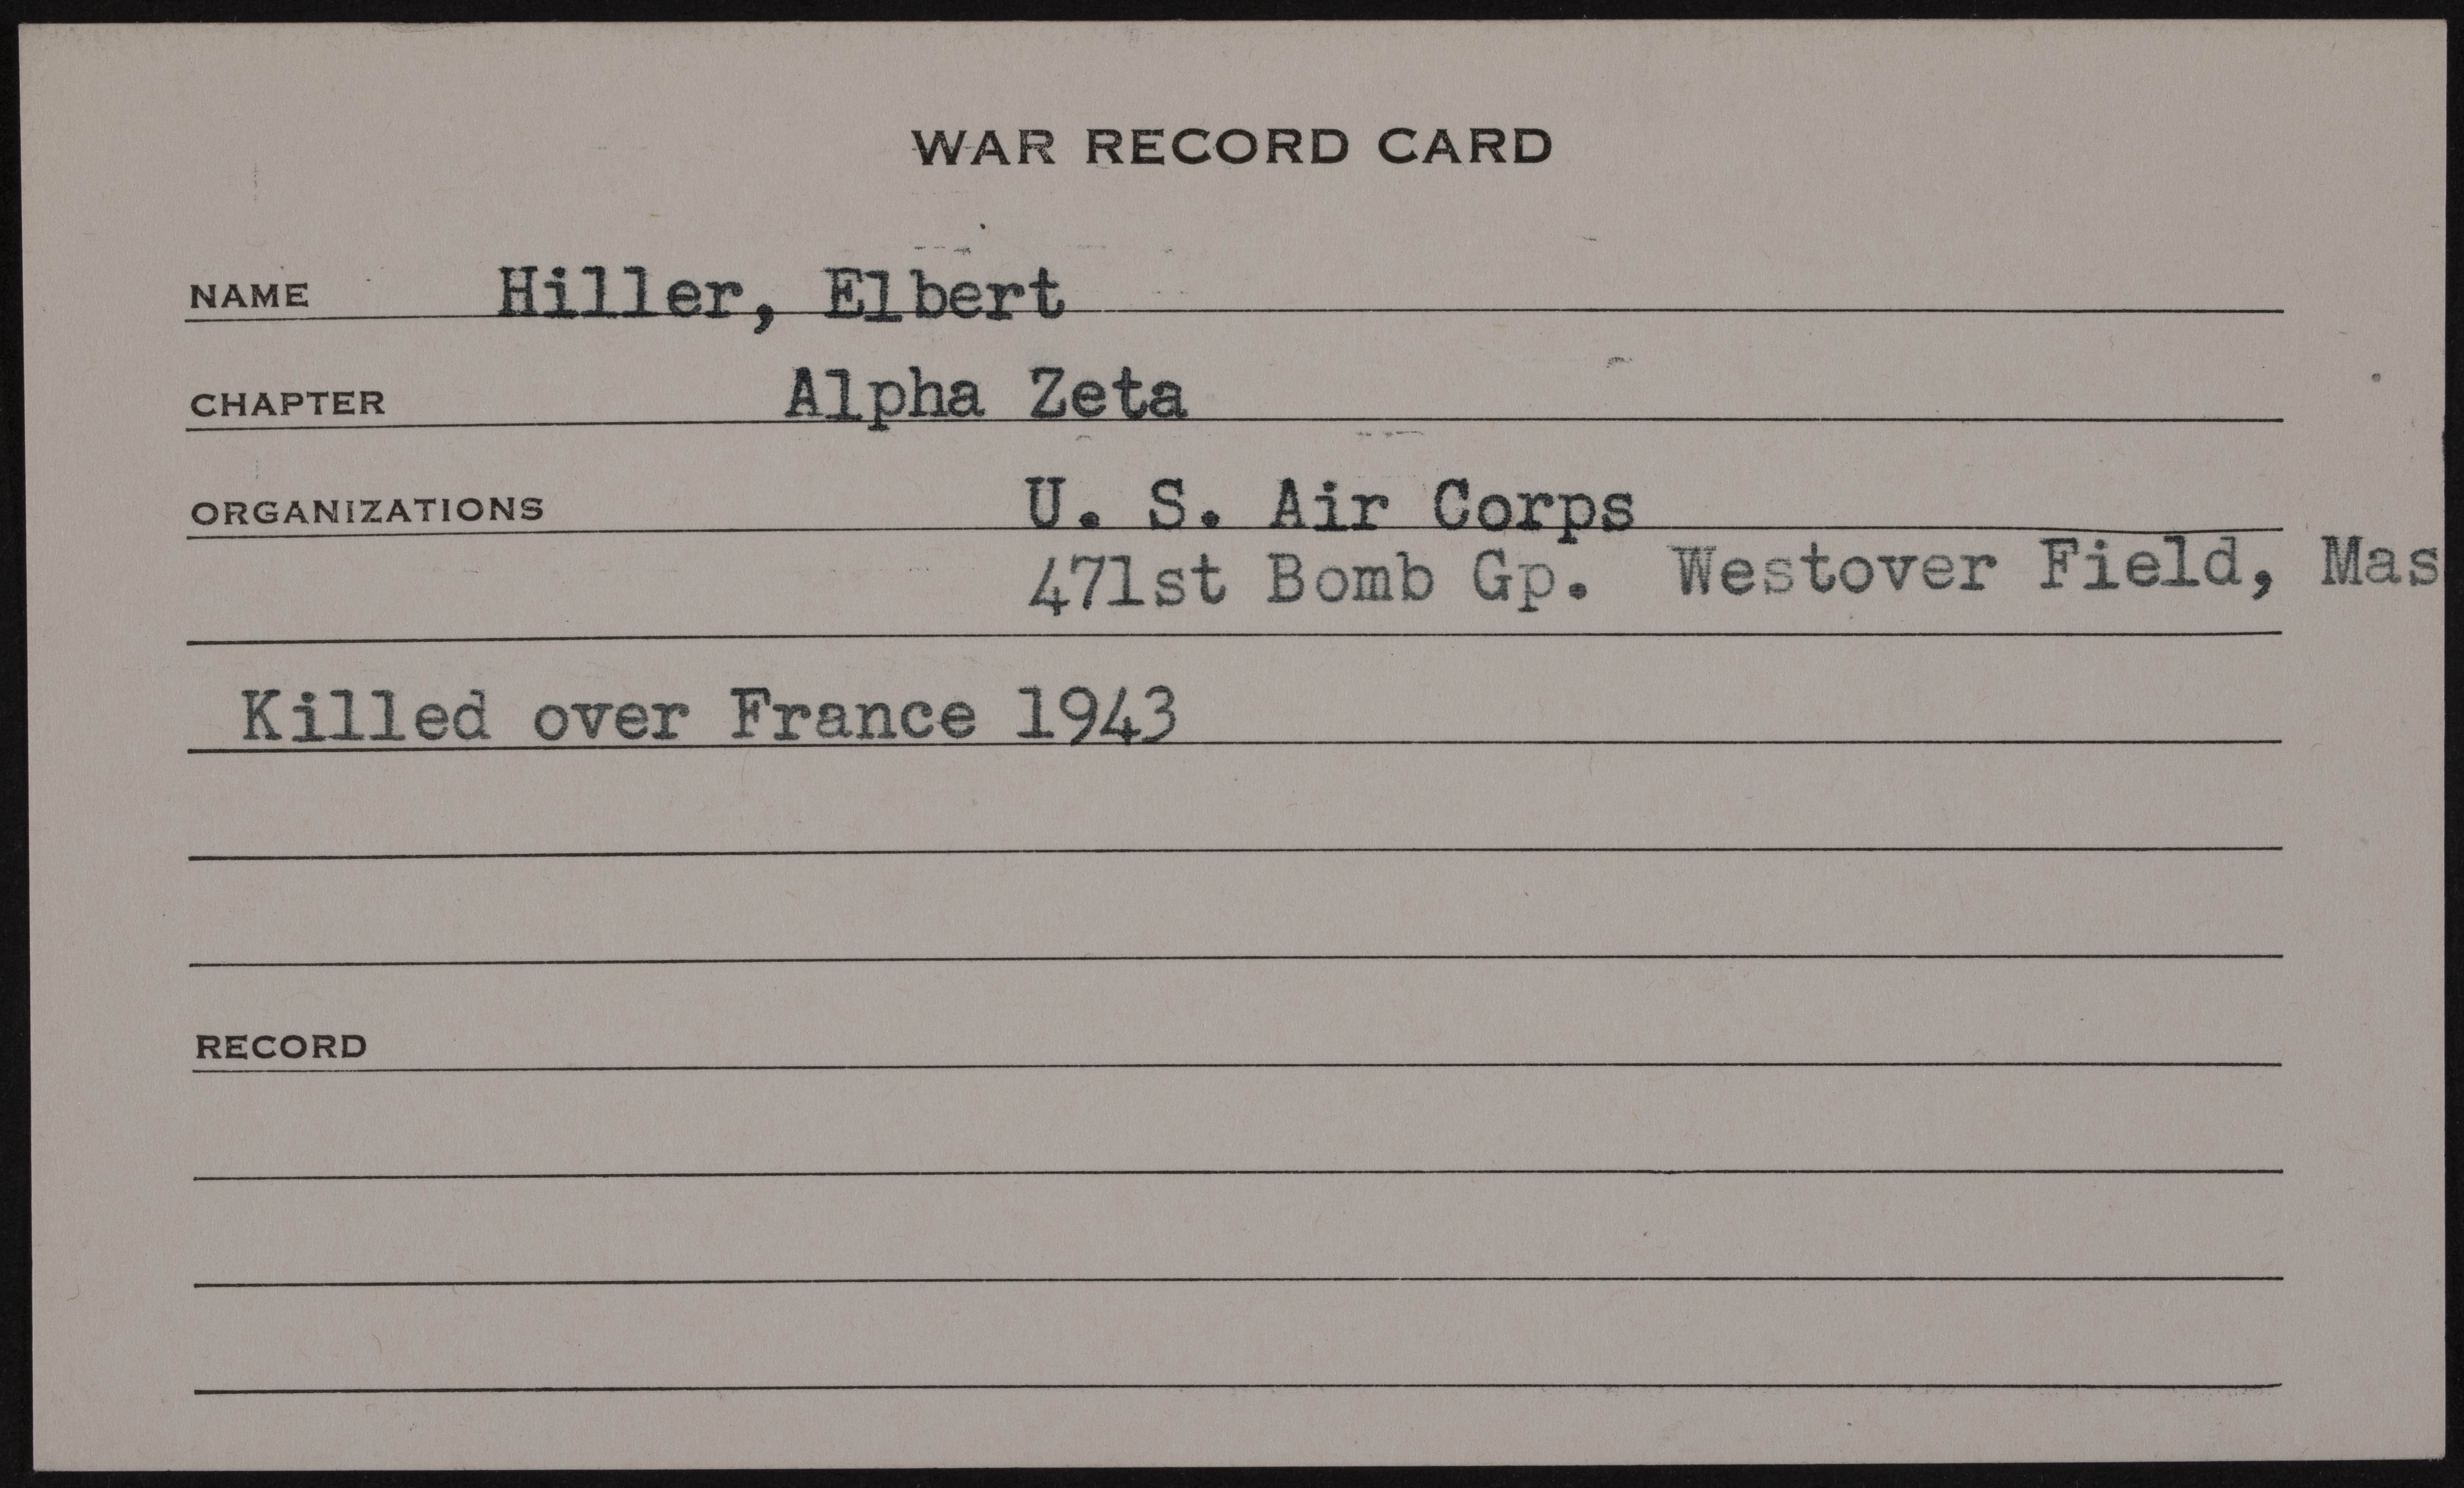 WAR RECORD CARD
NAME Hiller, Elbert
CHAPTER Alpha Zeta
ORGANIZATIONS U. S. Air Corps
471st Bomb Gp. Westover Field, Mas
Killed over France 1943
RECORD